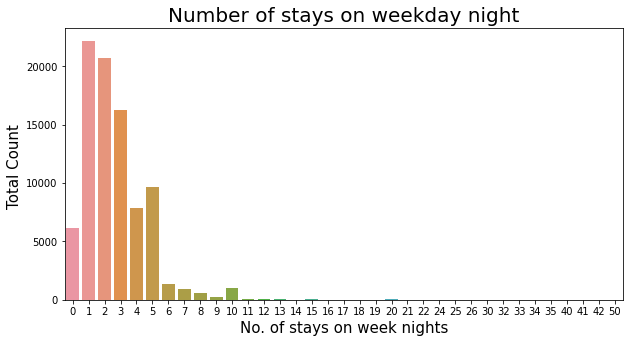 Number of stays on weekday night
Total Count
20000
15000
10000
5000
0
0 1 2 3 4 5 6 7 8 9 10 11 12 13 14 15 16 17 18 19 20 21 22 24 25 26 30 32 33 34 35 40 41 42 50
No. of stays on week nights